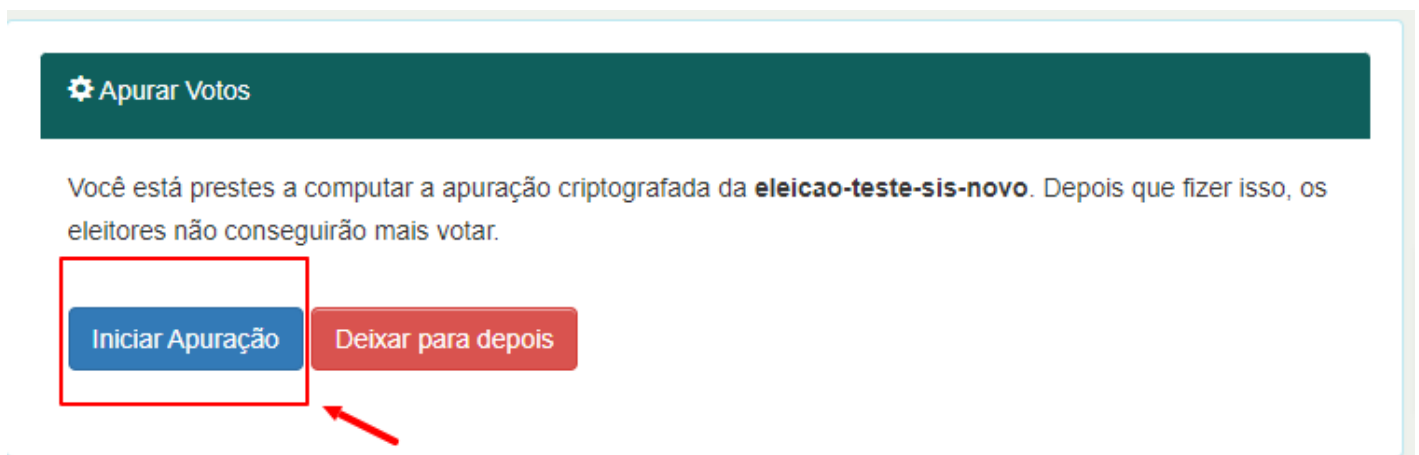 Apurar Votos
Você está prestes a computar a apuração criptografada da eleicao-teste-sis-novo. Depois que fizer isso, os
eleitores não conseguirão mais votar.
Iniciar Apuração Deixar para depois